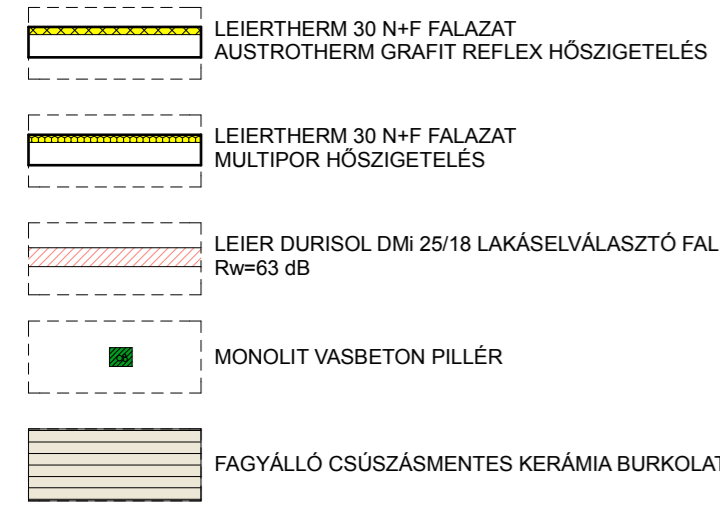 LEIERTHERM 30 N+F FALAZAT
AUSTROTHERM GRAFIT REFLEX HŐSZIGETELÉS
LEIERTHERM 30 N+F FALAZAT
MULTIPOR HŐSZIGETELÉS
LEIER DURISOL DMi 25/18 LAKÁSELVÁLASZTÓ FAL
Rw=63 dB
MONOLIT VASBETON PILLÉR
FAGYÁLLÓ CSÚSZÁSMENTES KERÁMIA BURKOLAT